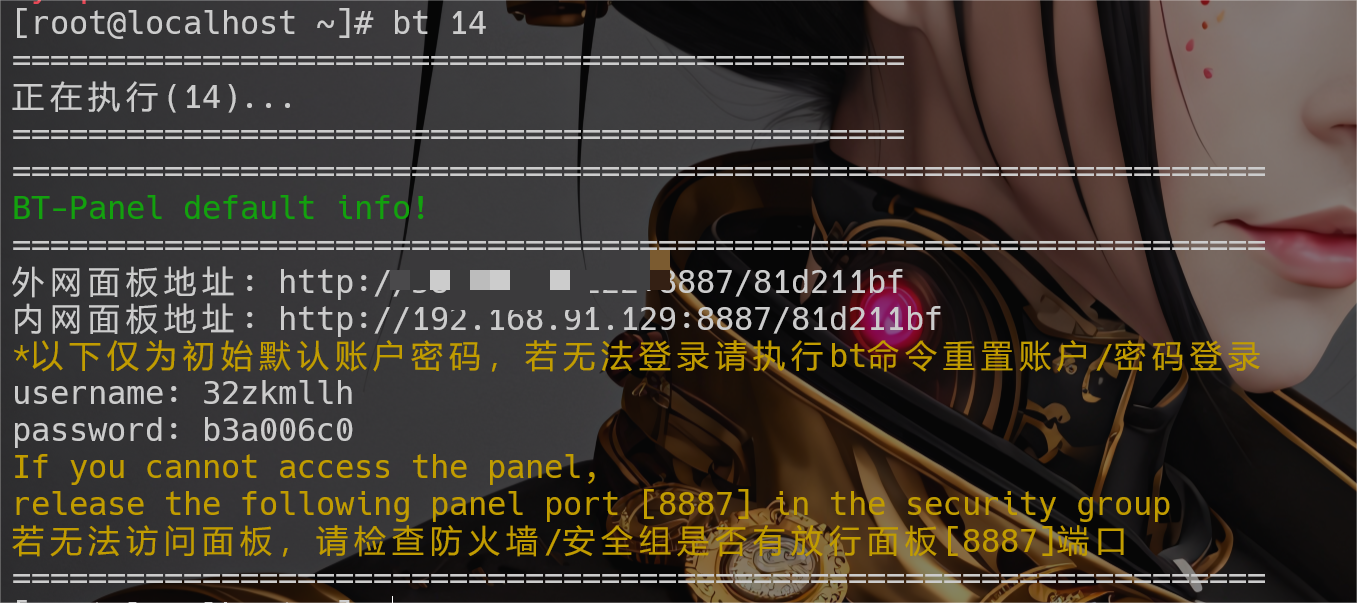 [root@localhost ~]# bt 14
===============================================
正在执行(14)...
===============================================
==================================================================
BT-Panel default info!
==================================================================
外网面板地址: http:/ 8887/81d211bf
内网面板地址: http://192.168.91.129:8887/81d211bf
*以下仅为初始默认账户密码，若无法登录请执行bt命令重置账户/密码登录
username: 32zkmllh
password: b3a006c0
If you cannot access the panel,
release the following panel port [8887] in the security group
若无法访问面板，请检查防火墙/安全组是否有放行面板[8887]端口
==================================================================